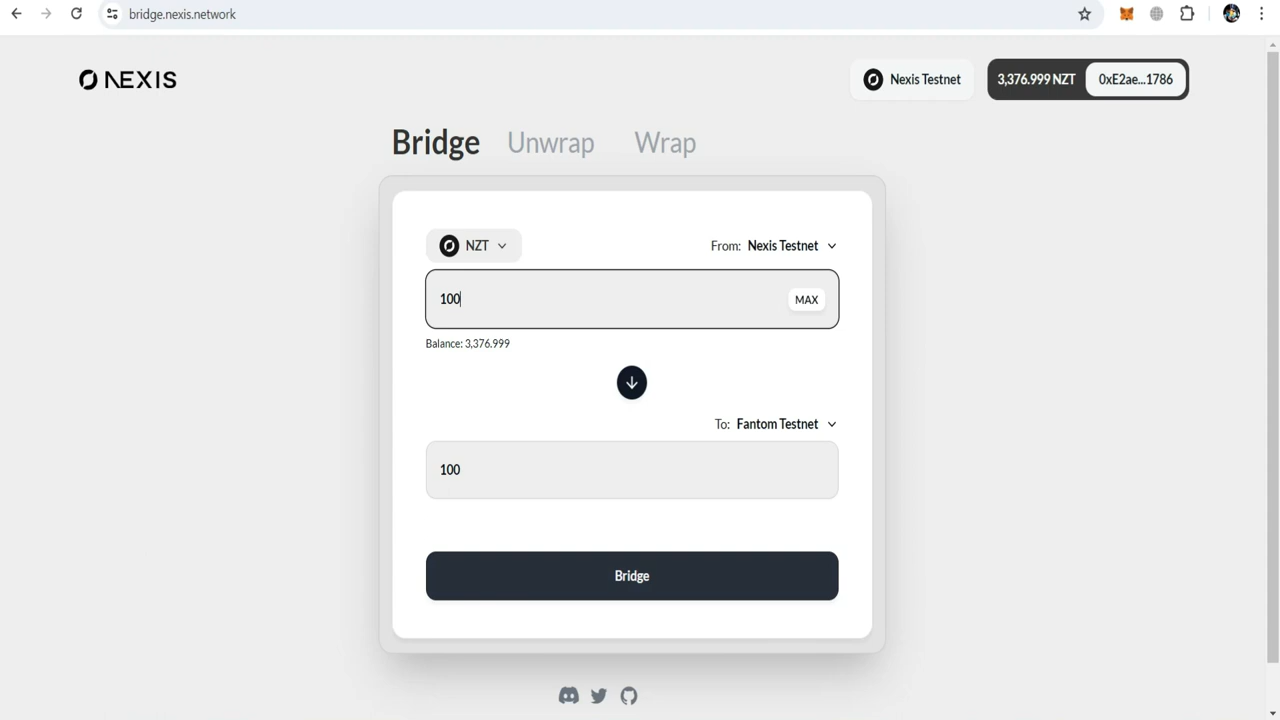 bridge.nexis.network
NEXIS
Nexis Testnet
3,376.999 NZT
0xE2ae...1786
Bridge Unwrap Wrap
NZT
From: Nexis Testnet
100
MAX
Balance: 3,376.999
To: Fantom Testnet
100
Bridge